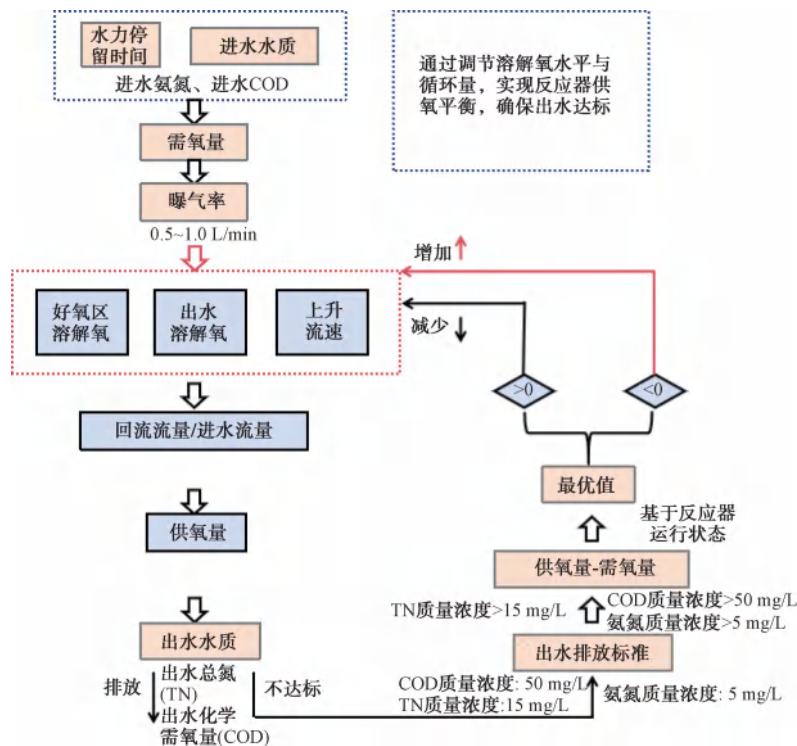 水力停
留时间
进水水质
进水氨氮、进水COD
通过调节溶解氧水平与
循环量，实现反应器供
氧平衡，确保出水达标
需氧量
曝气率
0.5~1.0 L/min
增加
好氧区
溶解氧
出水
溶解氧
上升
流速
减少
>0
<0
回流流量/进水流量
最优值
基于反应器
运行状态
供氧量
供氧量-需氧量
TN质量浓度>15 mg/L
COD质量浓度>50 mg/L
氨氮质量浓度>5 mg/L
出水水质
出水排放标准
排放
出水总氮
(TN)
出水化学
需氧量(COD)
不达标
COD质量浓度: 50 mg/L
TN质量浓度:15 mg/L
氨氮质量浓度: 5 mg/L